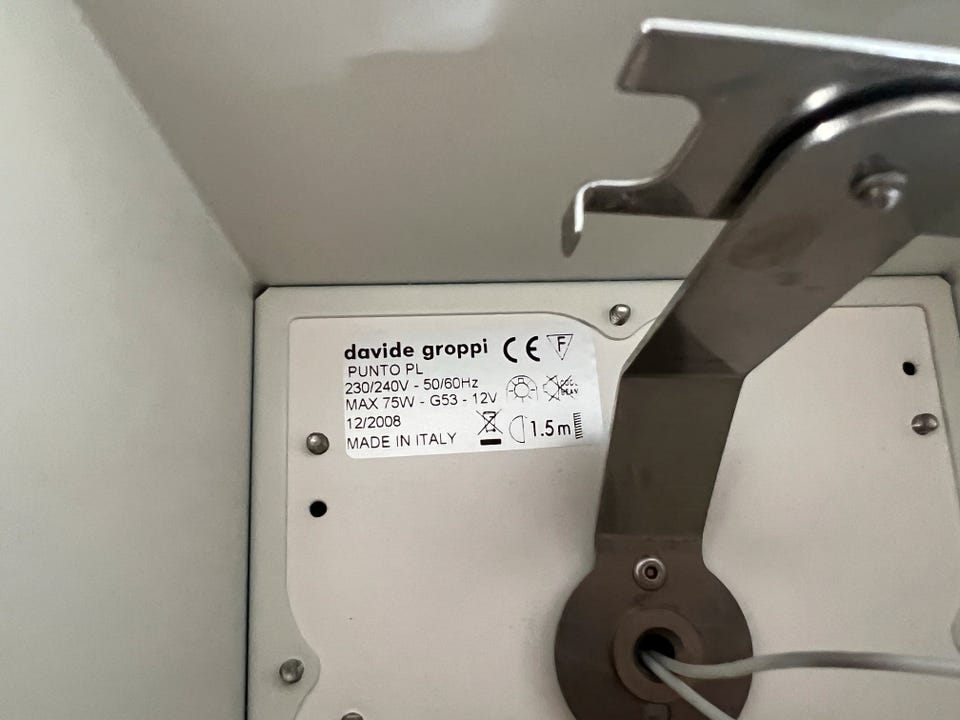 davide groppi CE F
PUNTO PL
230/240V - 50/60Hz
MAX 75W - G53 - 12V
12/2008
MADE IN ITALY
1.5m